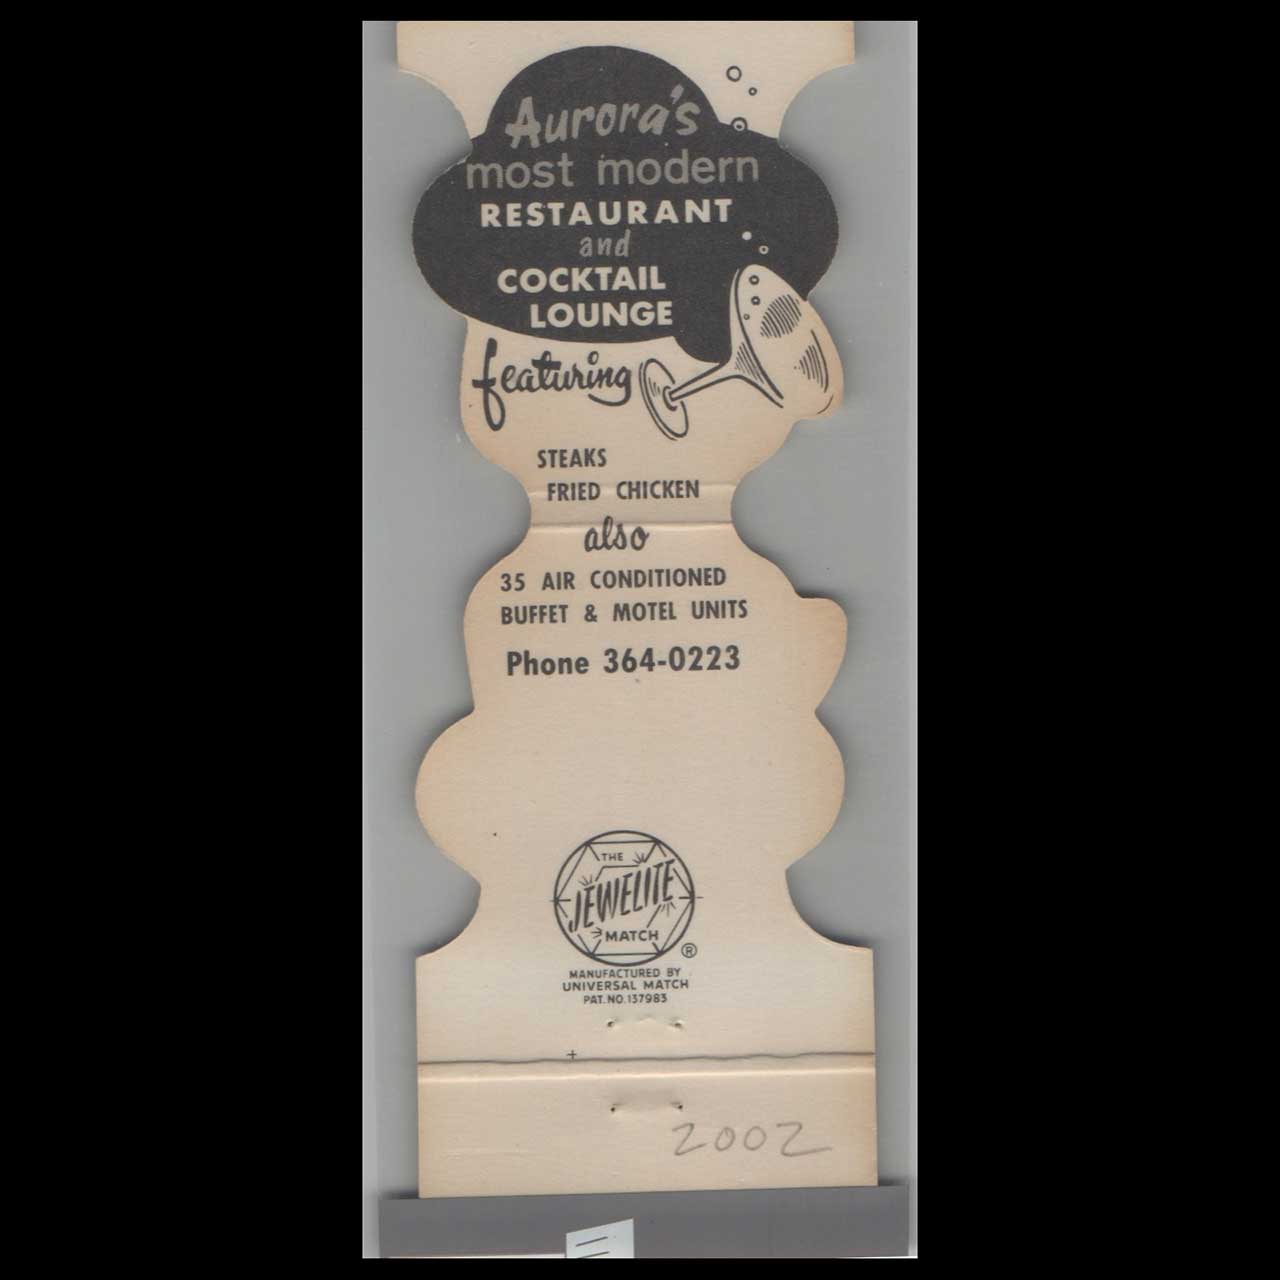 Aurora's
most modern
RESTAURANT
and
COCKTAIL
LOUNGE
featuring
STEAKS
FRIED CHICKEN
also
35 AIR CONDITIONED
BUFFET & MOTEL UNITS
Phone 364-0223
THE
JEWELITE
MATCH
®
MANUFACTURED BY
UNIVERSAL MATCH
PAT. NO. 137983
2002